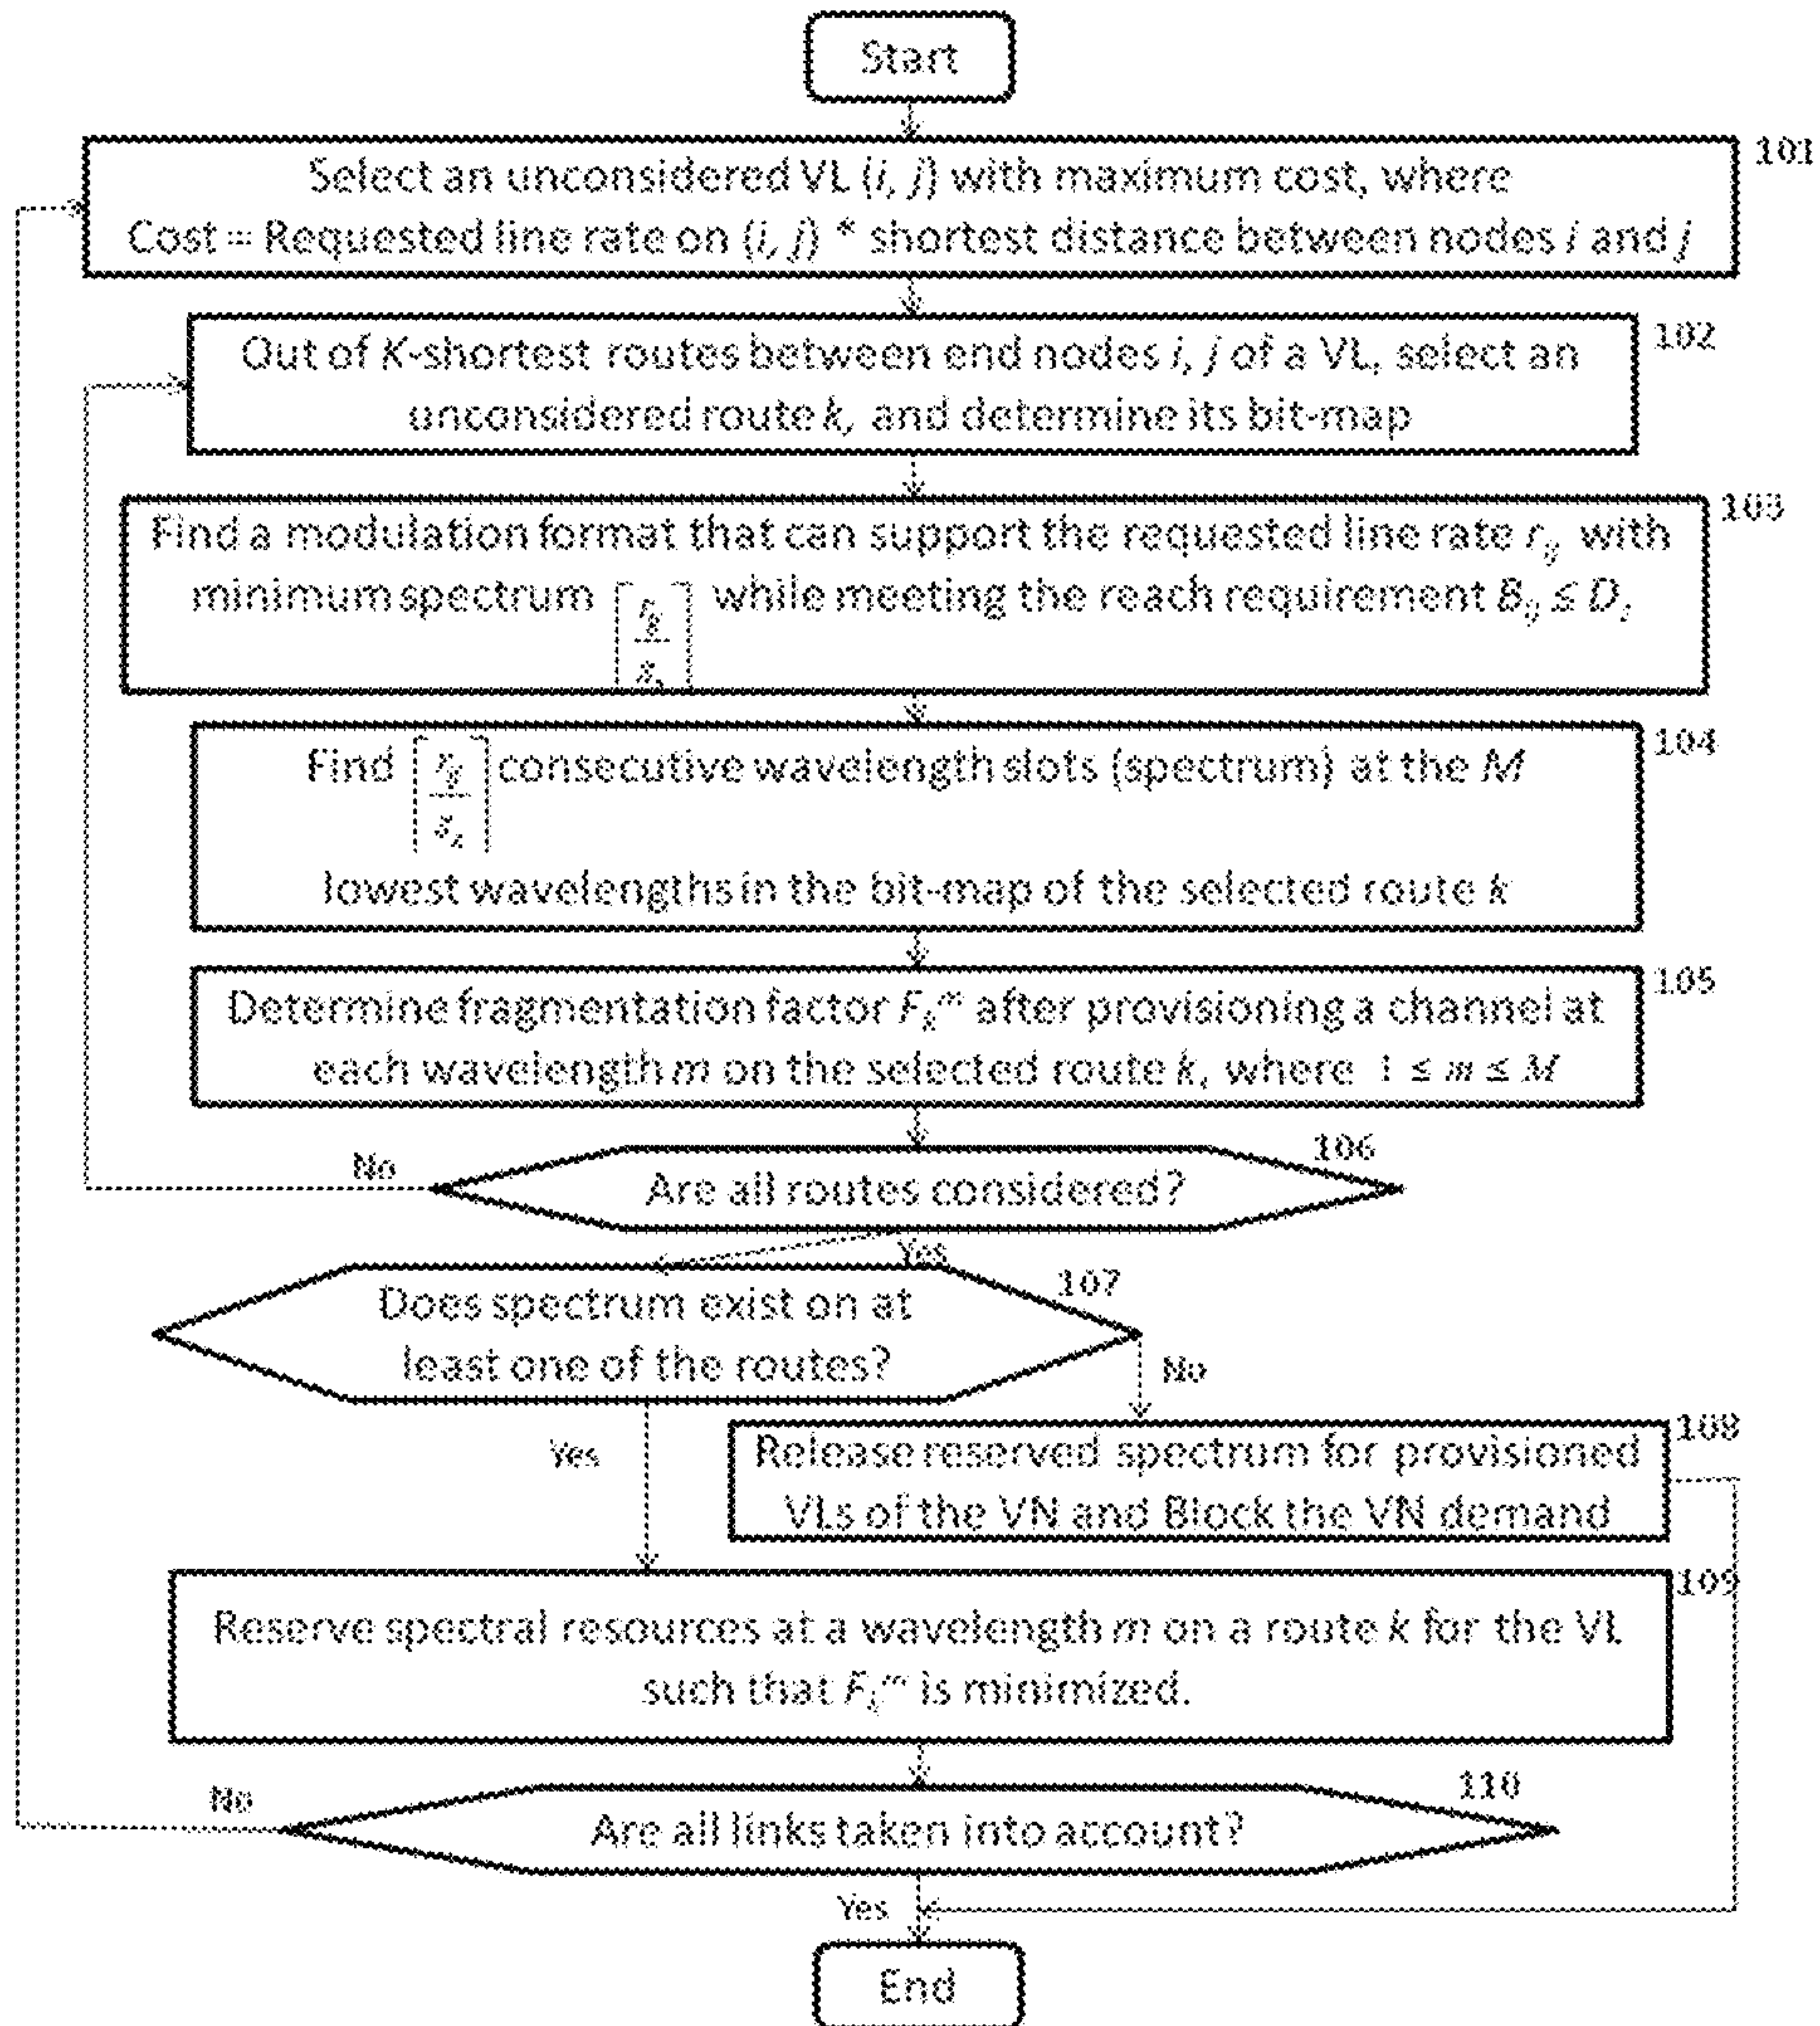 Start
101
Select an unconsidered VL (i, j) with maximum cost, where
Cost = Requested line rate on (i, j) * shortest distance between nodes i and j
102
Out of K-shortest routes between end nodes i, j of a VL, select an
unconsidered route k, and determine its bit-map
103
Find a modulation format that can support the requested line rate r_ij with
minimum spectrum while meeting the reach requirement
104
Find consecutive wavelength slots (spectrum) at the M
lowest wavelengths in the bit-map of the selected route k
105
Determine fragmentation factor F_k^m after provisioning a channel at
each wavelength m on the selected route k, where 1 ≤ m ≤ M
106
No
Are all routes considered?
Yes
107
Does spectrum exist on at
least one of the routes?
No
Yes
108
Release reserved spectrum for provisioned
VLs of the VN and Block the VN demand
109
Reserve spectral resources at a wavelength m on a route k for the VL
such that F_k^m is minimized.
110
No
Are all links taken into account?
Yes
End